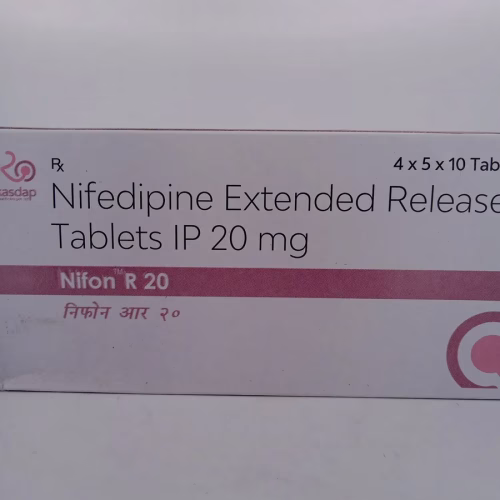 Rx
4 x 5 x 10 Tab
Nifedipine Extended Release
Tablets IP 20 mg
Nifon™ R 20
निफोन आर २०